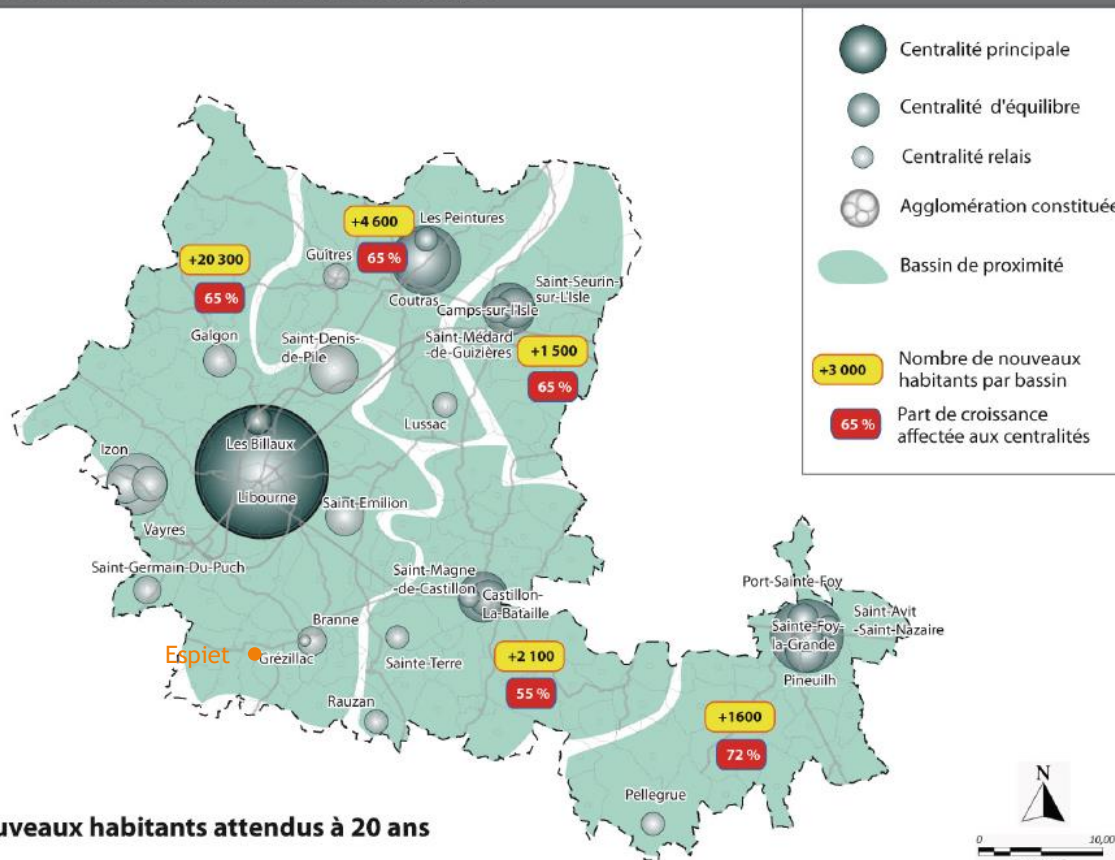 Centralité principale
Centralité d'équilibre
Centralité relais
Agglomération constituée
Bassin de proximité
+3 000
Nombre de nouveaux
habitants par bassin
65 %
Part de croissance
affectée aux centralités
+4 600
65 %
Les Peintures
Guîtres
Coutras
+20 300
65 %
Galgon
Saint-Denis-
de-Pile
Saint-Seurin-
sur-L'Isle
Camps-sur-l'Isle
Saint-Médard
-de-Guizières
+1 500
65 %
Lussac
Les Billaux
Libourne
Izon
Vayres
Saint-Emilion
Saint-Germain-Du-Puch
Saint-Magne
-de-Castillon
Castillon-
La-Bataille
Branne
Espiet
Grézillac
Sainte-Terre
Rauzan
+2 100
55 %
Port-Sainte-Foy
Sainte-Foy-
la-Grande
Saint-Avit
-Saint-Nazaire
Pineuilh
+1600
72 %
Pellegrue
uveaux habitants attendus à 20 ans
N
0
10,00